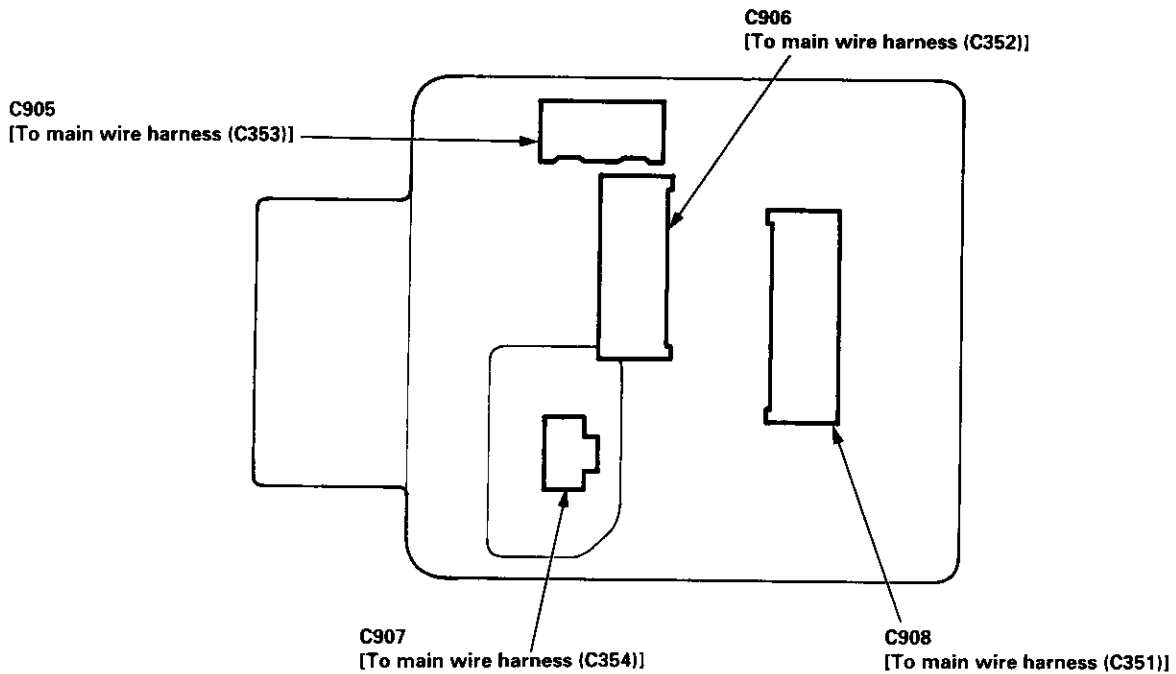 C906
[To main wire harness (C352)]
C905
[To main wire harness (C353)]
C907
[To main wire harness (C354)]
C908
[To main wire harness (C351)]